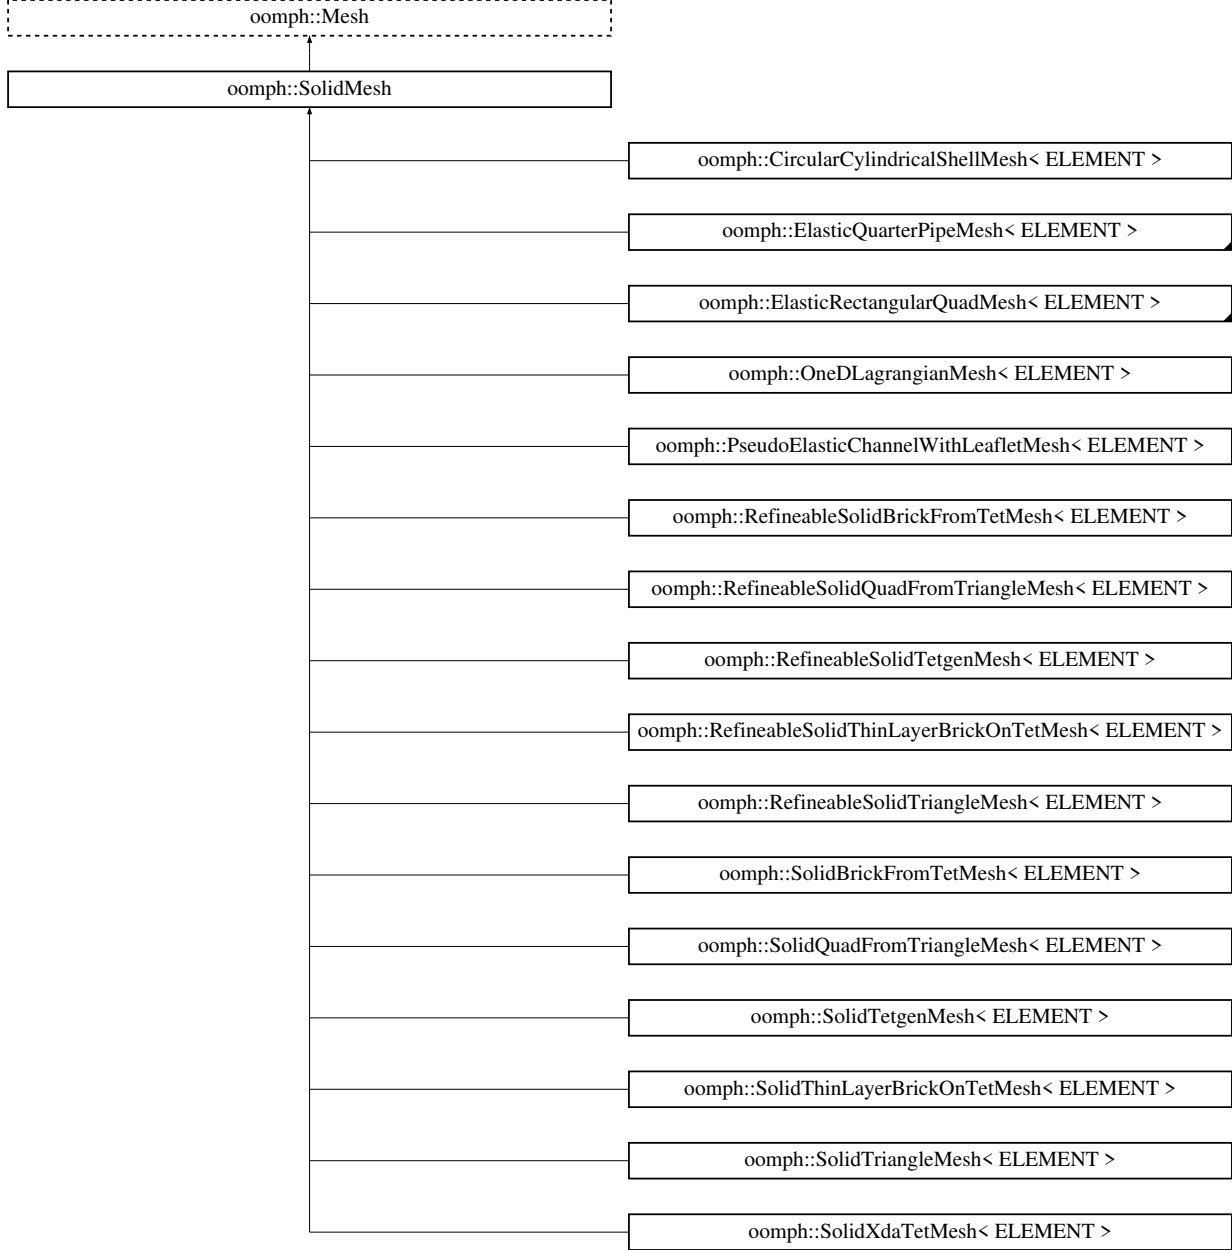 oomph::Mesh
oomph::SolidMesh
oomph::CircularCylindricalShellMesh< ELEMENT >
oomph::ElasticQuarterPipeMesh< ELEMENT >
oomph::ElasticRectangularQuadMesh< ELEMENT >
oomph::OneDLagrangianMesh< ELEMENT >
oomph::PseudoElasticChannelWithLeafletMesh< ELEMENT >
oomph::RefineableSolidBrickFromTetMesh< ELEMENT >
oomph::RefineableSolidQuadFromTriangleMesh< ELEMENT >
oomph::RefineableSolidTetgenMesh< ELEMENT >
oomph::RefineableSolidThinLayerBrickOnTetMesh< ELEMENT >
oomph::RefineableSolidTriangleMesh< ELEMENT >
oomph::SolidBrickFromTetMesh< ELEMENT >
oomph::SolidQuadFromTriangleMesh< ELEMENT >
oomph::SolidTetgenMesh< ELEMENT >
oomph::SolidThinLayerBrickOnTetMesh< ELEMENT >
oomph::SolidTriangleMesh< ELEMENT >
oomph::SolidXdaTetMesh< ELEMENT >